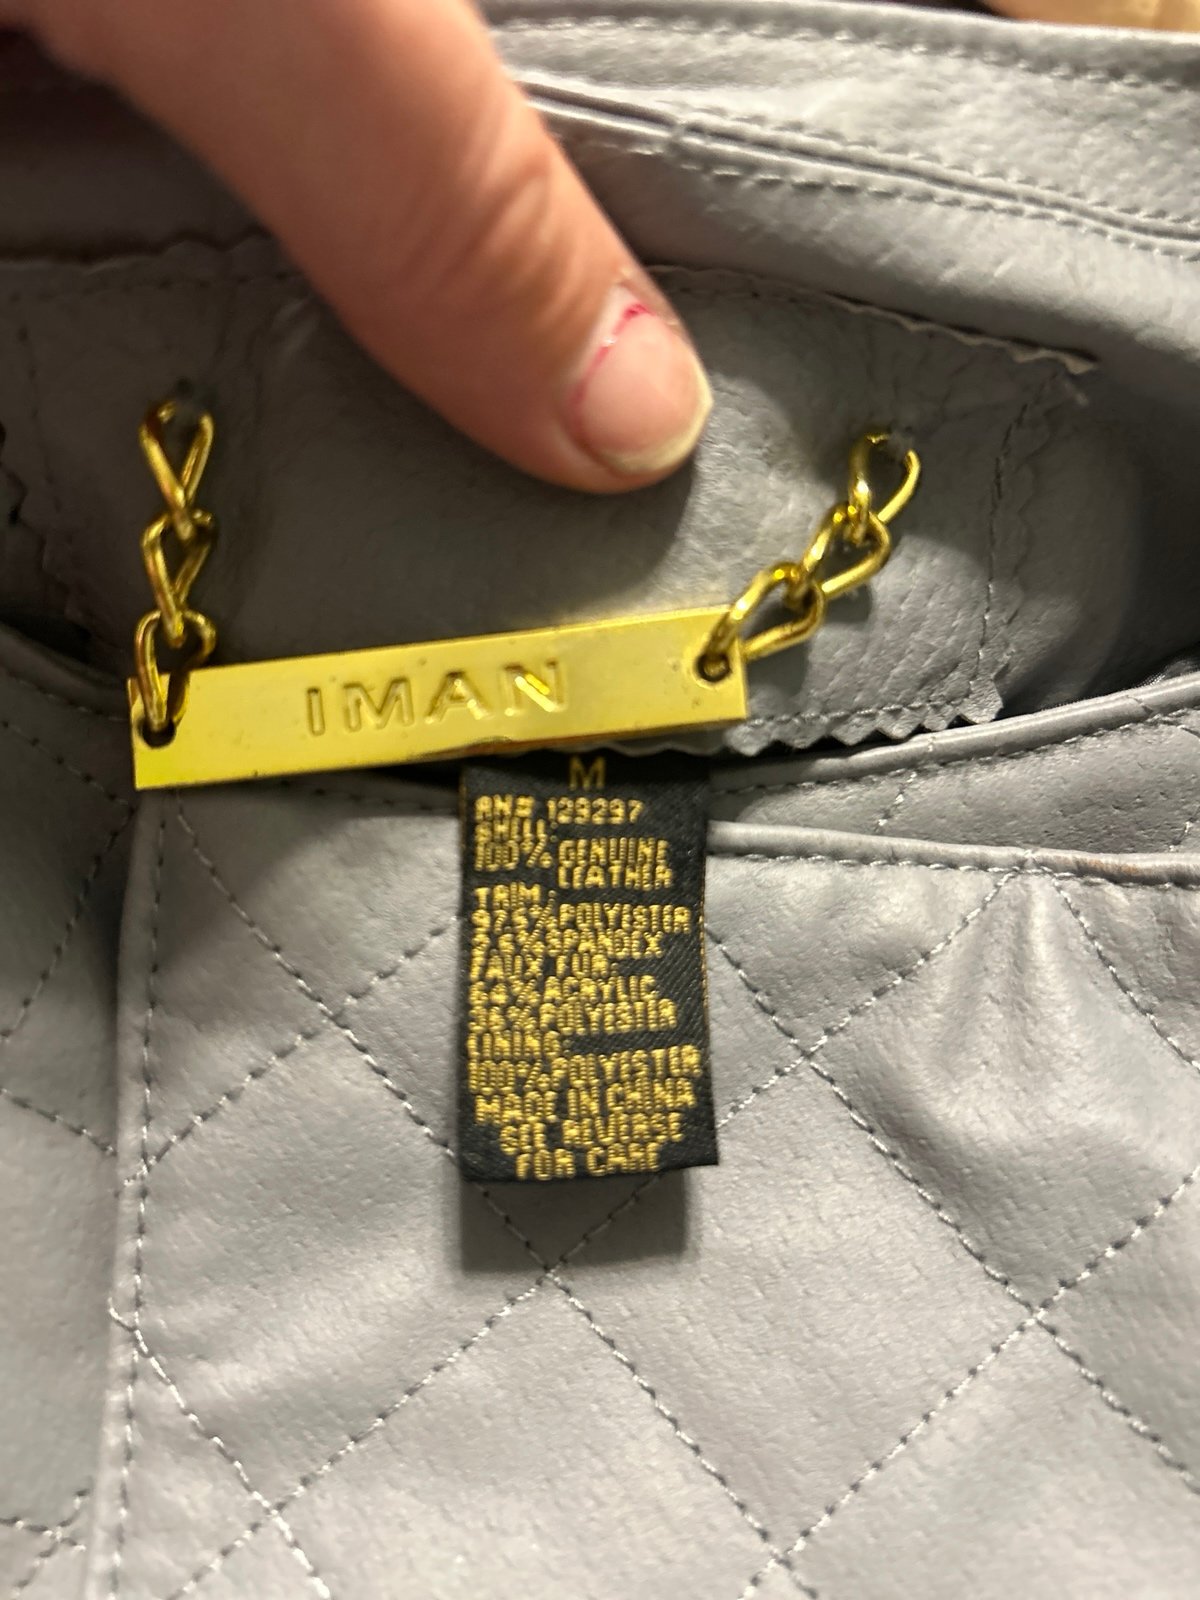 IMAN
M
RN# 129297
SHELL:
100% GENUINE
LEATHER
TRIM:
97.5% POLYESTER
2.5% SPANDEX
FAUX FUR:
64% ACRYLIC
36% POLYESTER
LINING:
100% POLYESTER
MADE IN CHINA
SEE REVERSE
FOR CARE